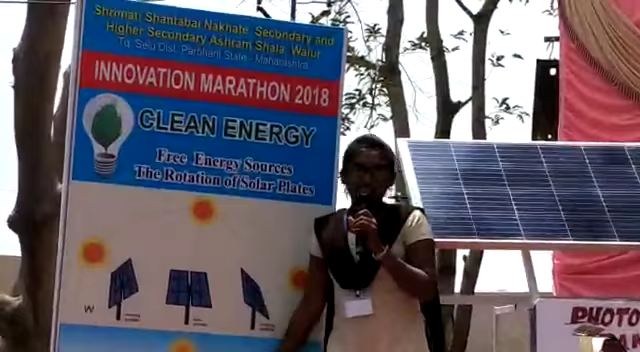 Shrimati Shantabai Nakhate Secondary and
Higher Secondary Ashram Shala, Walur
Tq. Selu Dist. Parbhani State - Maharashtra
INNOVATION MARATHON 2018
CLEAN ENERGY
Free Energy Sources
The Rotation of Solar Plates
W
PHOTO